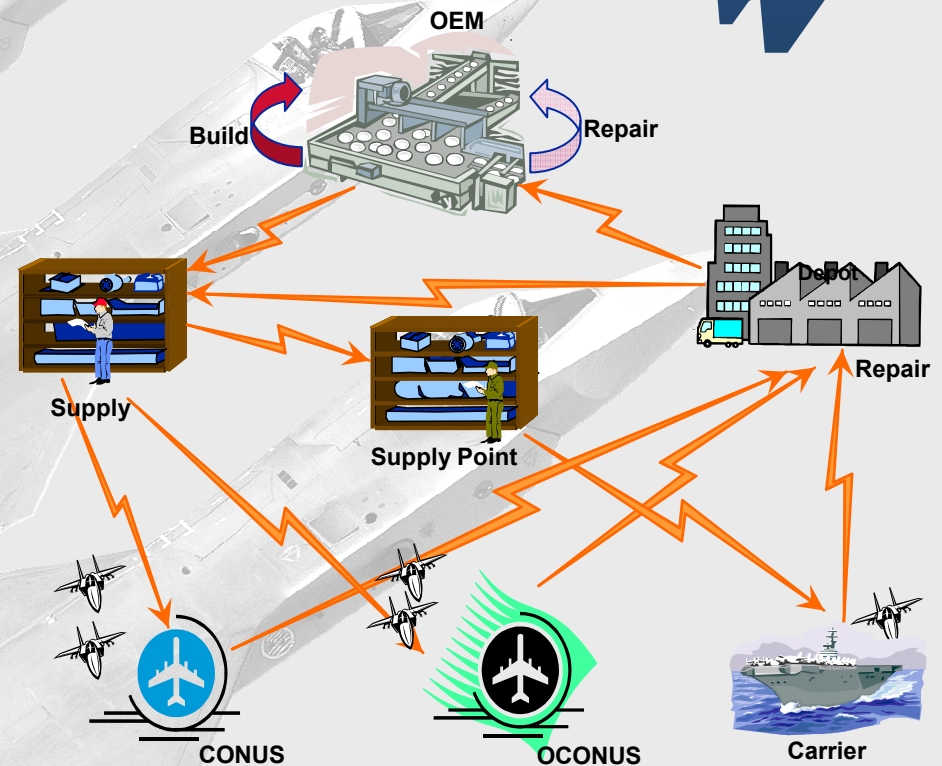 OEM
Build
Repair
Depot
Repair
Supply
Supply Point
CONUS
OCONUS
Carrier